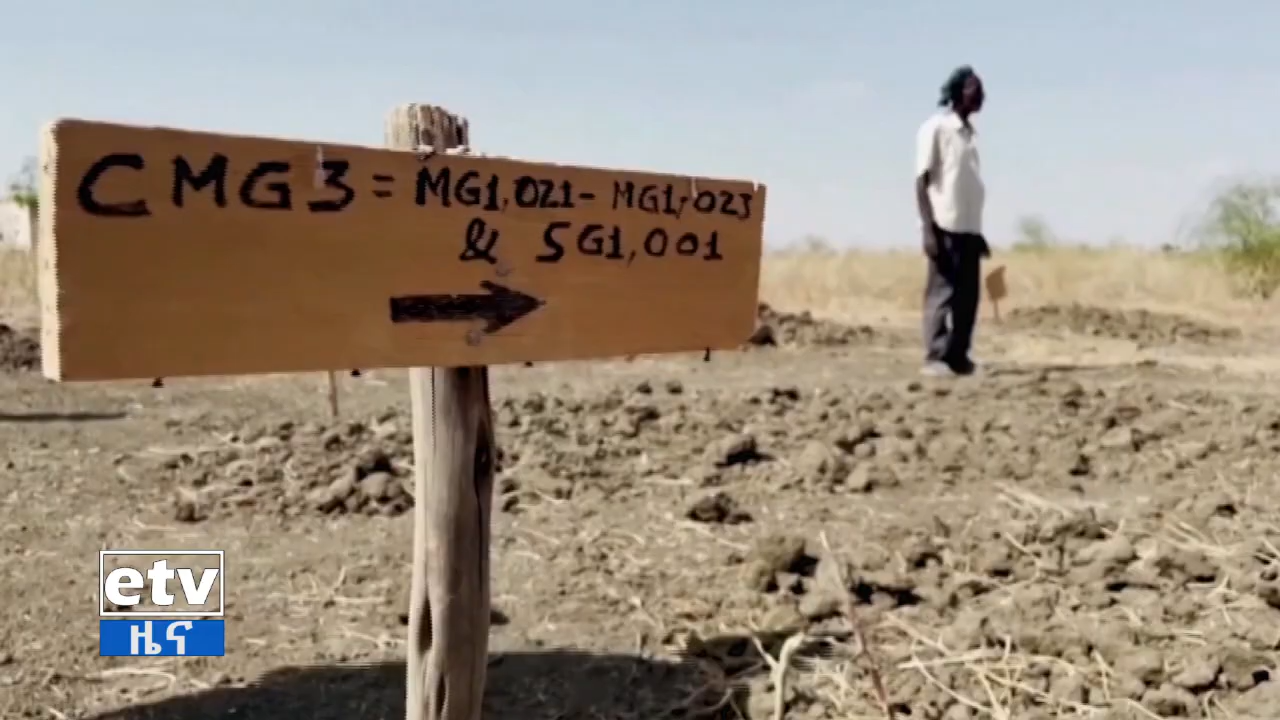 CMG3 = MG1,021- MG1,023
& SG1,001
etv
ዜና